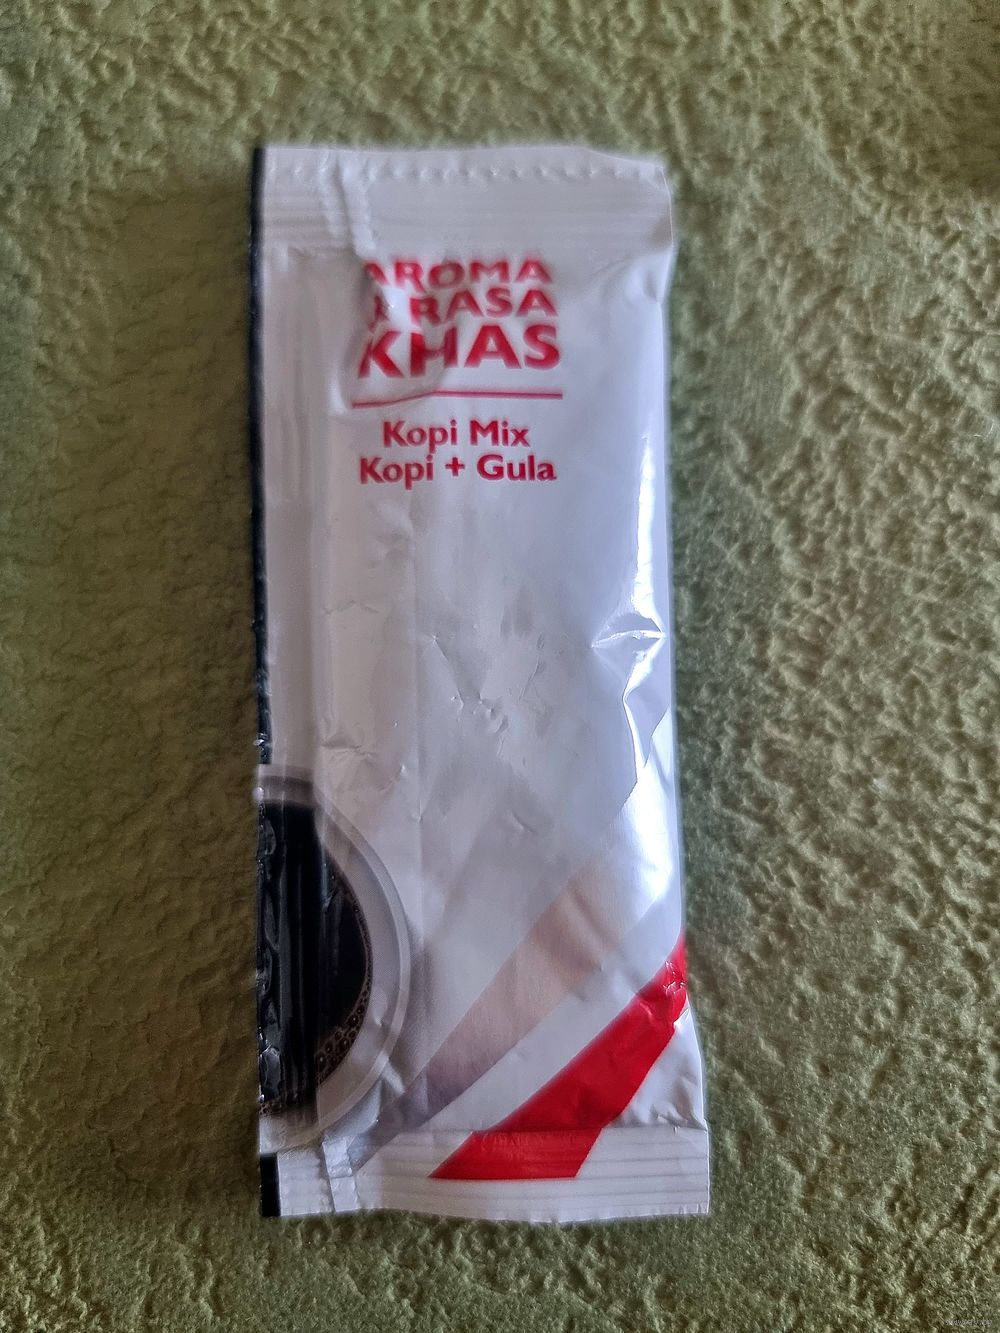 AROMA
& RASA
KHAS
Kopi Mix
Kopi + Gula